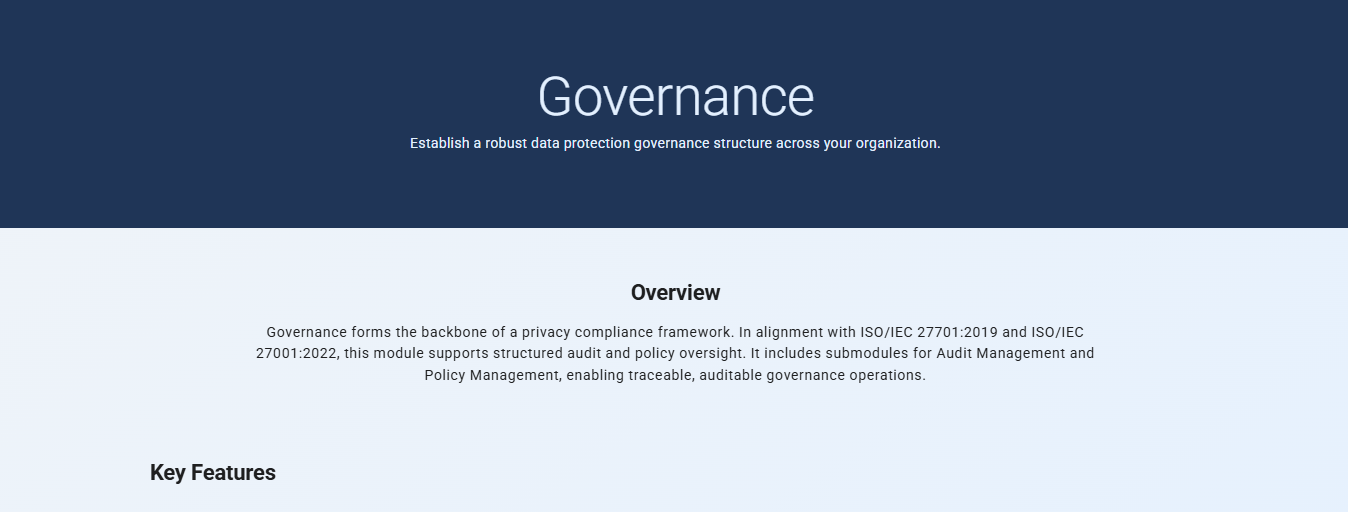 Governance
Establish a robust data protection governance structure across your organization.
Overview
Governance forms the backbone of a privacy compliance framework. In alignment with ISO/IEC 27701:2019 and ISO/IEC
27001:2022, this module supports structured audit and policy oversight. It includes submodules for Audit Management and
Policy Management, enabling traceable, auditable governance operations.
Key Features